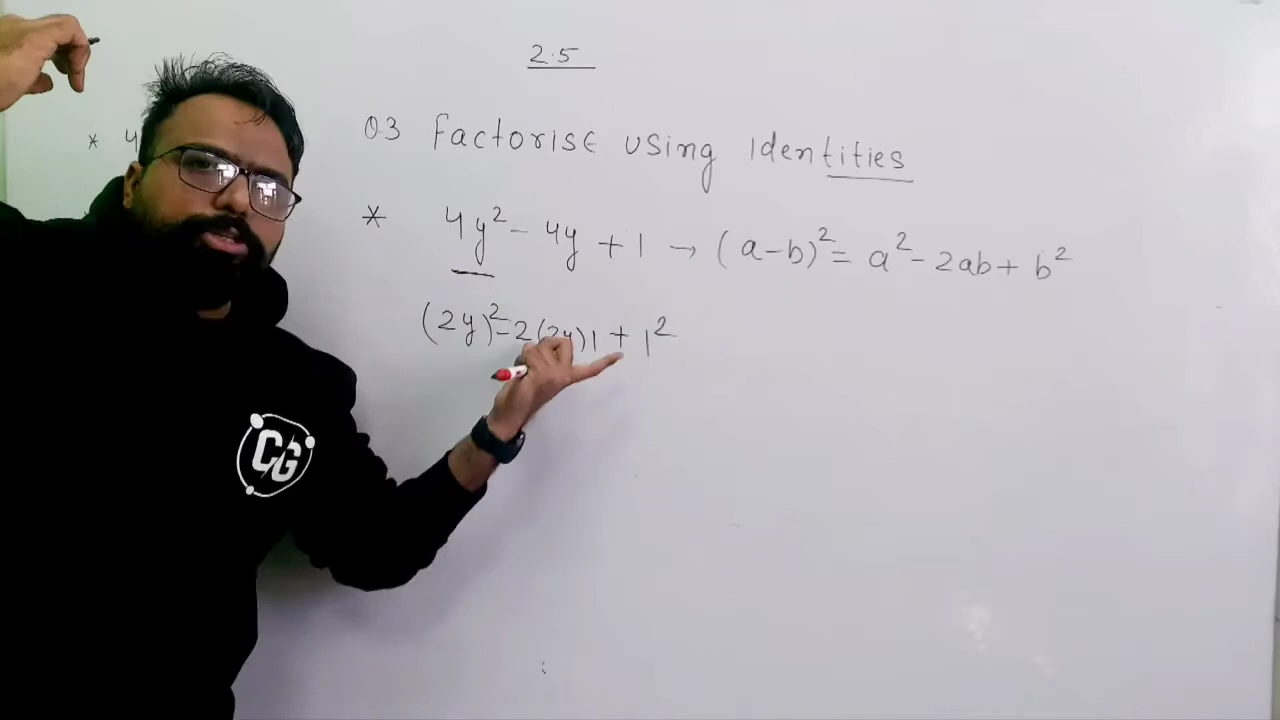 2.5
Q3 Factorise using Identities
* 4
* 4y² - 4y + 1 → (a-b)² = a² - 2ab + b²
(2y)² - 2(2y)1 + 1²
CG